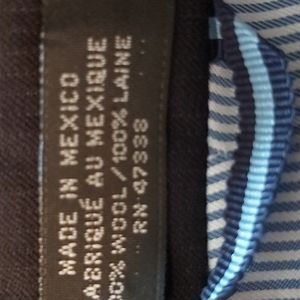 MADE IN MEXICO
ABRIQUÉ AU MEXIQUE
00% WOOL/100% LAINE
RN 47338